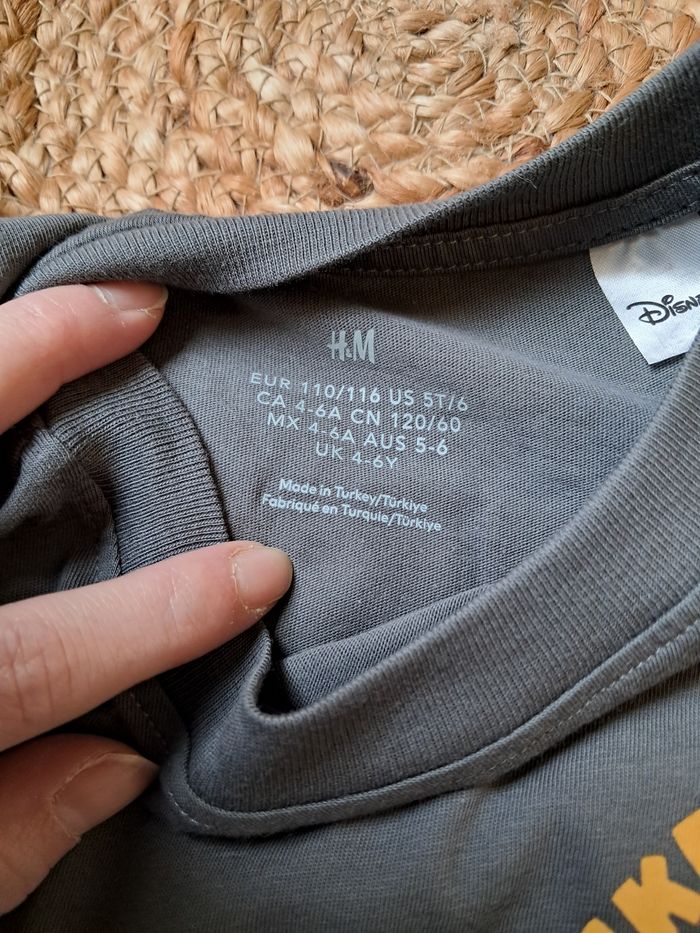 H&M
EUR 110/116 US 5T/6
CA 4-6A CN 120/60
MX 4-6A AUS 5-6
UK 4-6Y
Made in Turkey/Türkiye
Fabriqué en Turquie/Türkiye